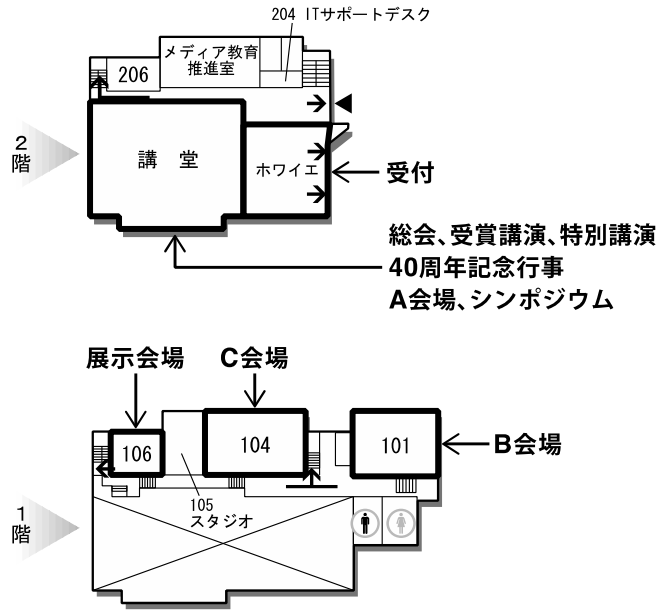 204 ITサポートデスク
メディア教育
推進室
206
2
階
講 堂
ホワイエ
受付
総会、受賞講演、特別講演
40周年記念行事
A会場、シンポジウム
展示会場
C会場
106
104
101
B会場
105
スタジオ
1
階